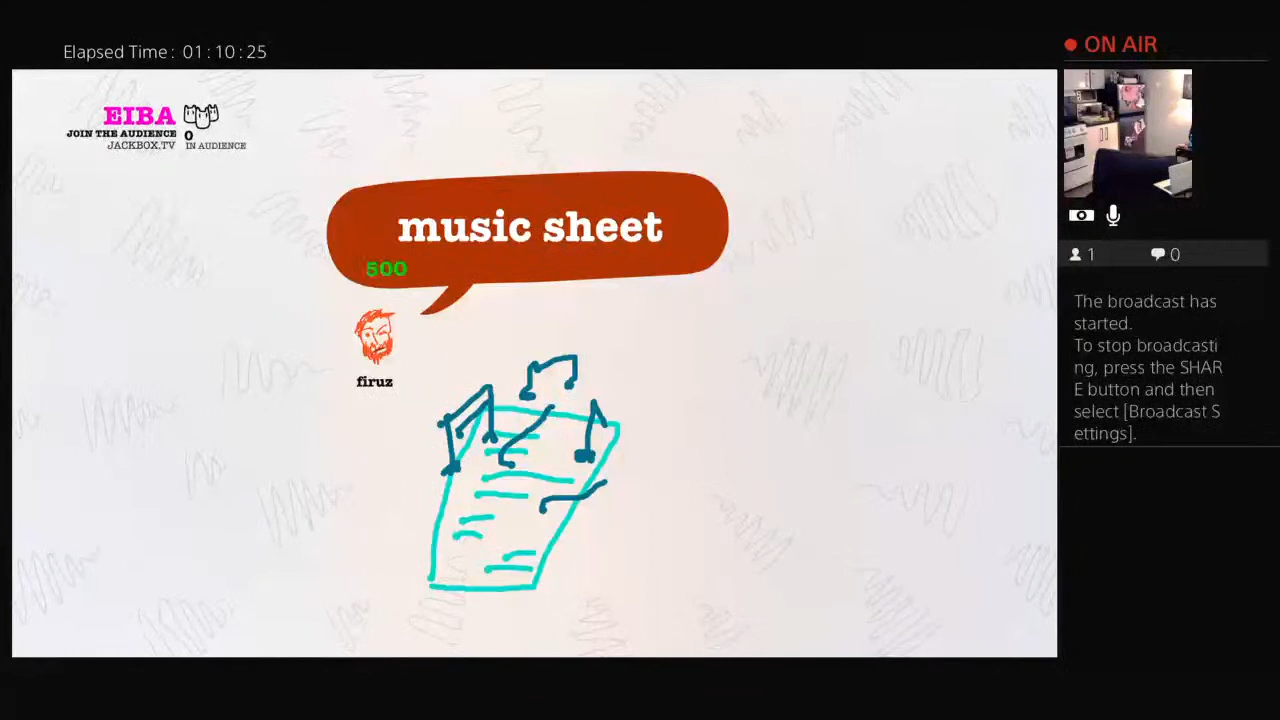 Elapsed Time: 01:10:25
ON AIR
EIBA
JOIN THE AUDIENCE 0
JACKBOX.TV IN AUDIENCE
music sheet
500
firuz
1 0
The broadcast has
started.
To stop broadcasti
ng, press the SHAR
E button and then
select [Broadcast S
ettings].